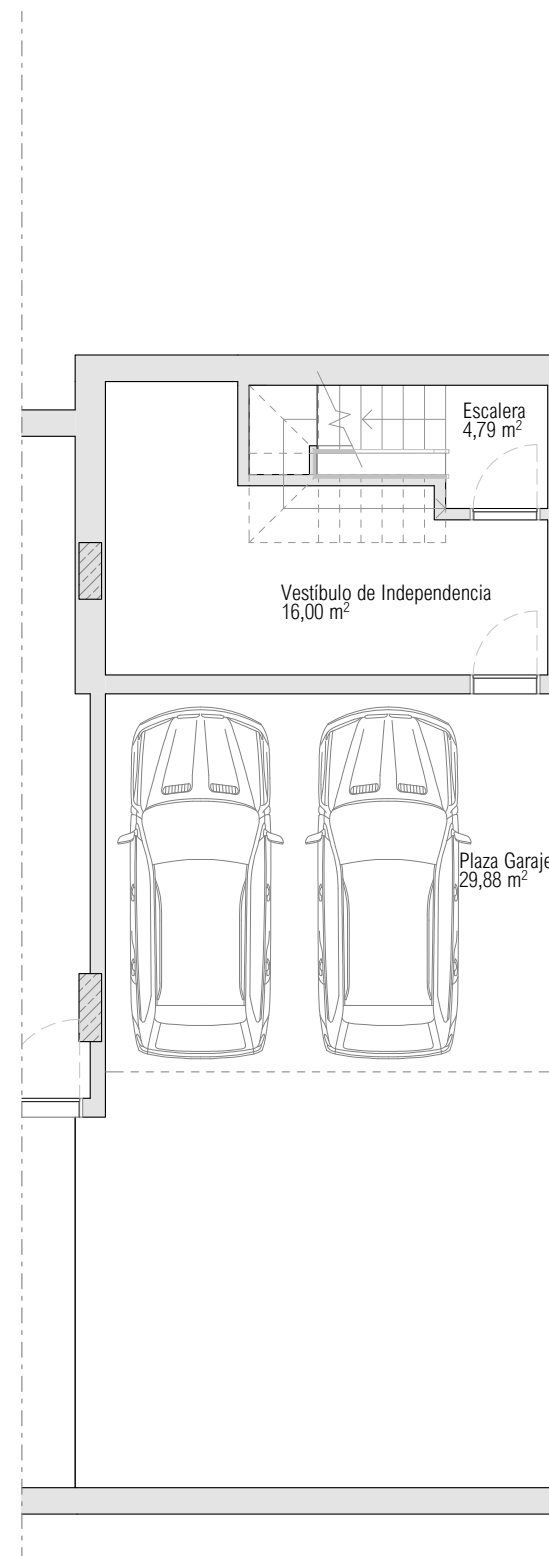 Escalera
4,79 m²
Vestíbulo de Independencia
16,00 m²
Plaza Garaje
29,88 m²